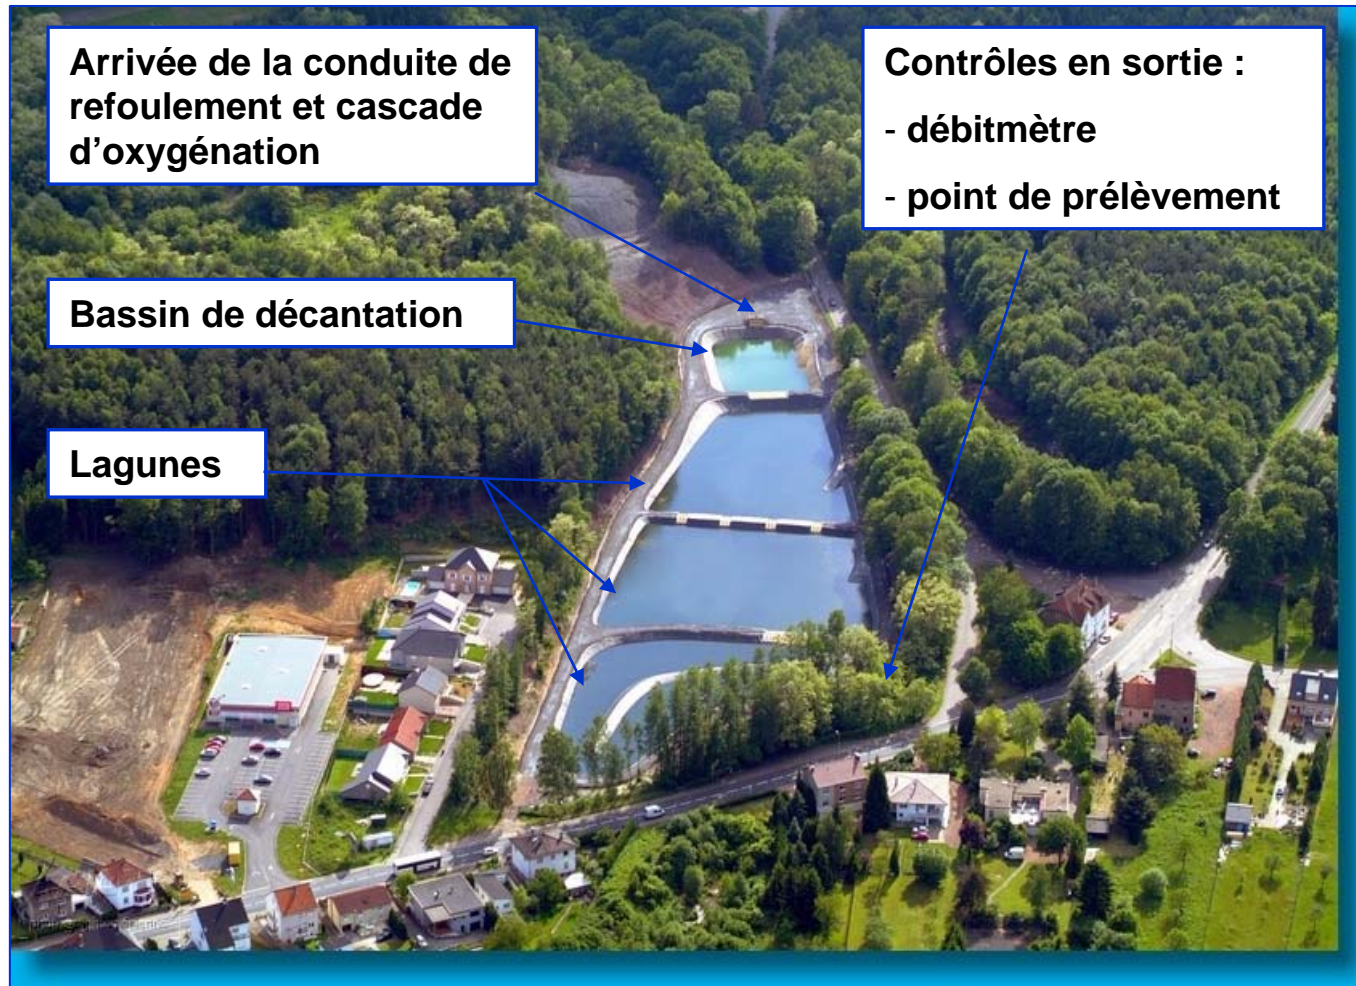 Arrivée de la conduite de
refoulement et cascade
d’oxygénation
Contrôles en sortie :
- débitmètre
- point de prélèvement
Bassin de décantation
Lagunes